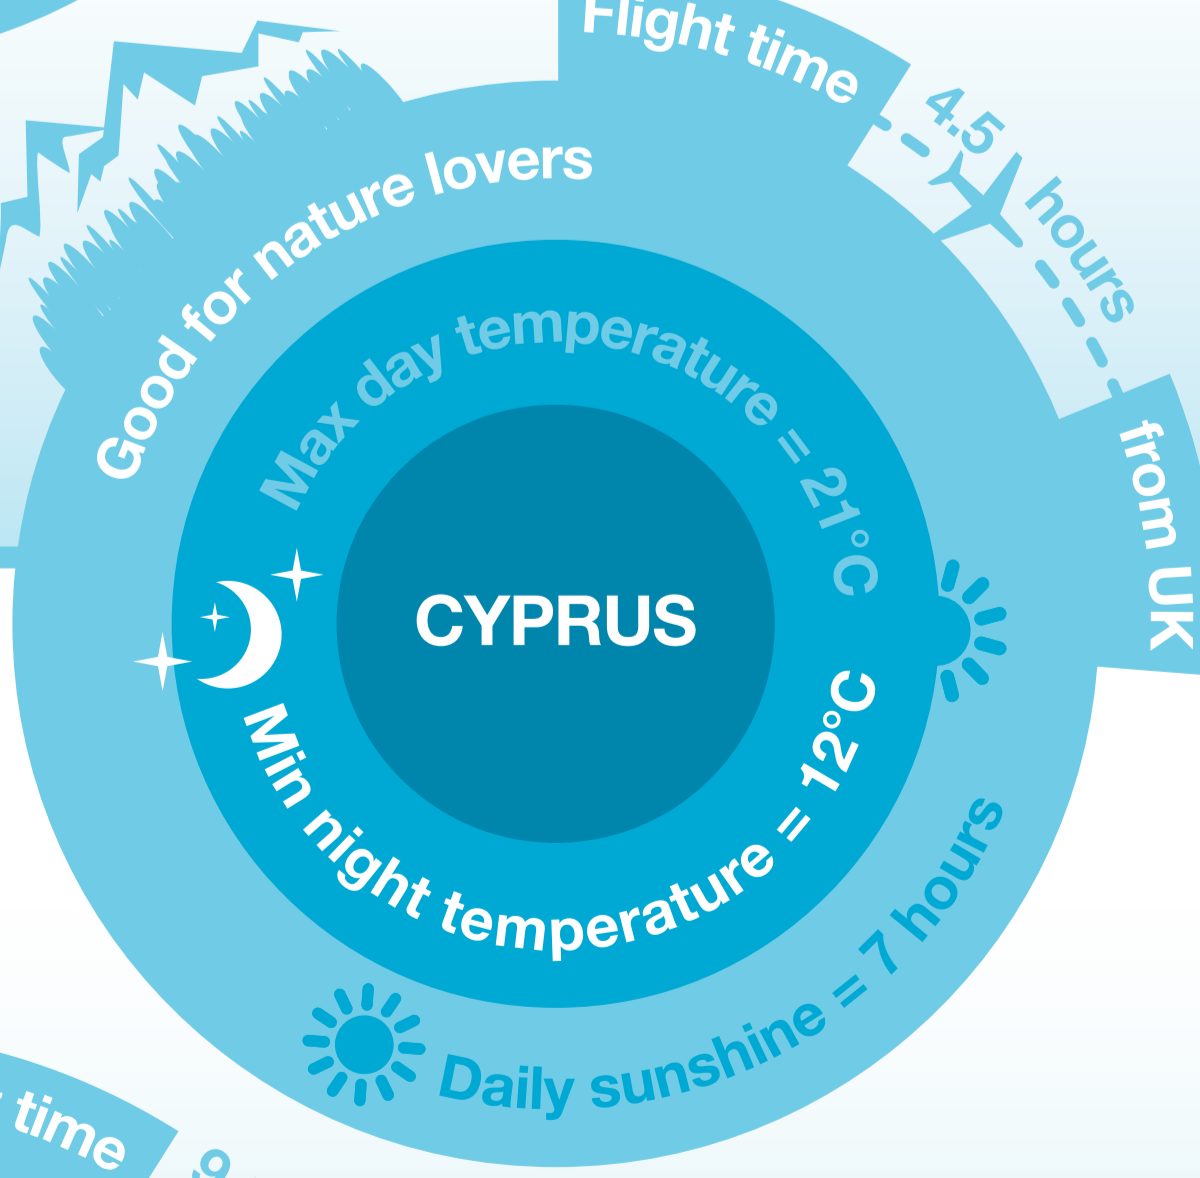 Flight time
4.5 hours
from UK
Good for nature lovers
Max day temperature = 21°C
CYPRUS
Min night temperature = 12°C
Daily sunshine = 7 hours
time
9